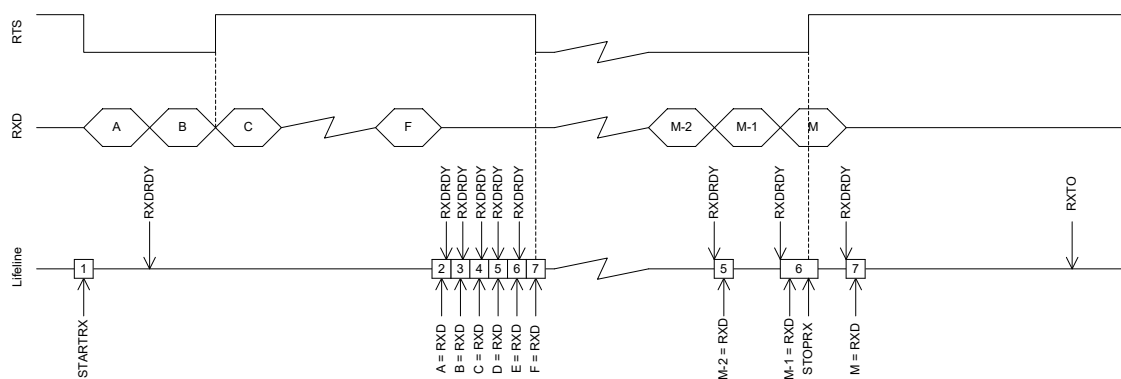 RTS
RXD
A
B
C
F
M-2
M-1
M
RXDRDY
RXDRDY
RXDRDY
RXDRDY
RXDRDY
RXDRDY
RXDRDY
RXDRDY
RXDRDY
RXTO
Lifeline
1
2
3
4
5
6
7
5
6
7
STARTRX
A = RXD
B = RXD
C = RXD
D = RXD
E = RXD
F = RXD
M-2 = RXD
M-1 = RXD
STOPRX
M = RXD